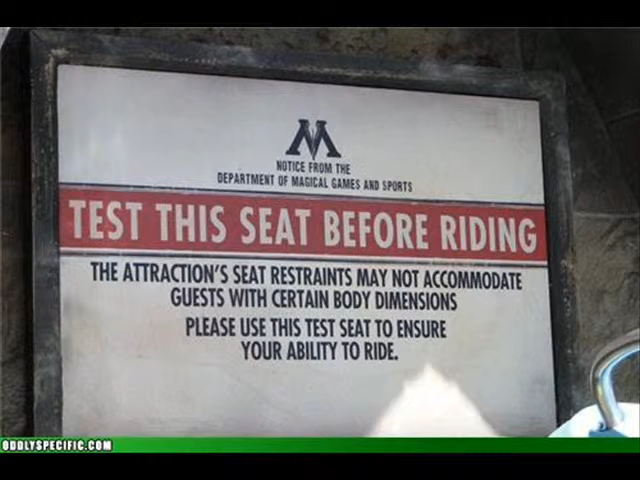 M
NOTICE FROM THE
DEPARTMENT OF MAGICAL GAMES AND SPORTS
TEST THIS SEAT BEFORE RIDING
THE ATTRACTION'S SEAT RESTRAINTS MAY NOT ACCOMMODATE
GUESTS WITH CERTAIN BODY DIMENSIONS
PLEASE USE THIS TEST SEAT TO ENSURE
YOUR ABILITY TO RIDE.
ODDLYSPECIFIC.COM